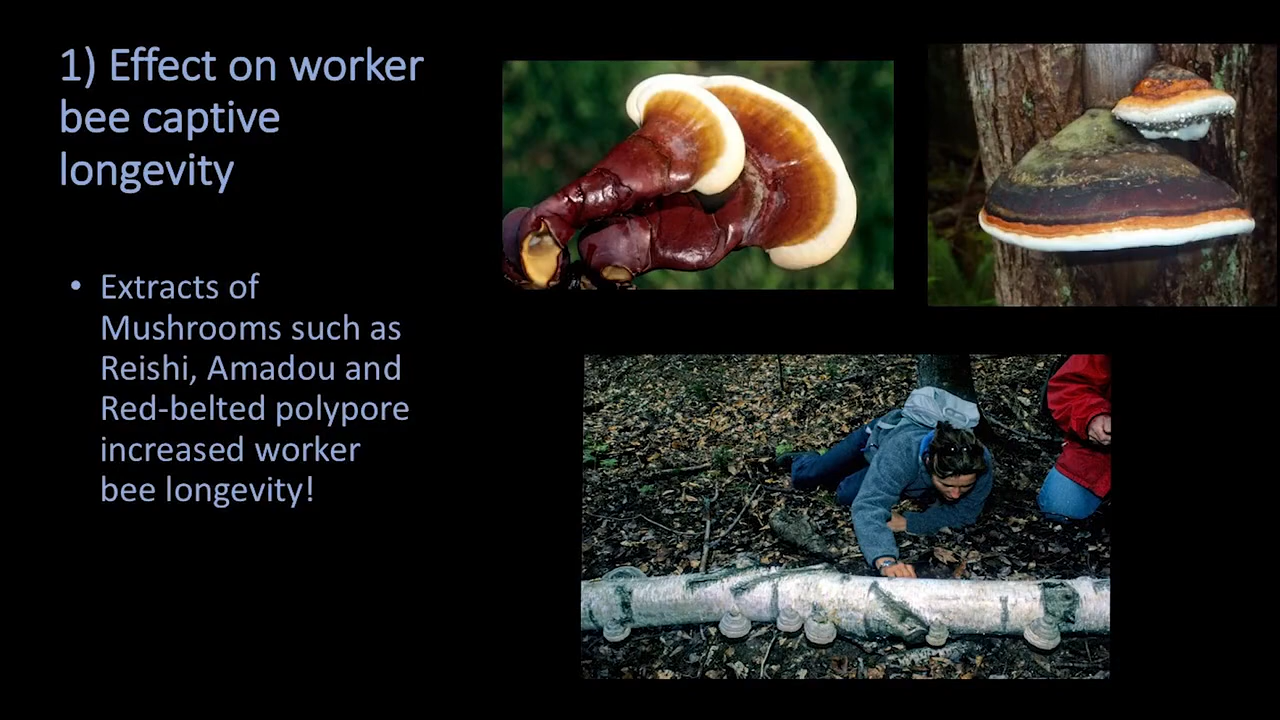 1) Effect on worker
bee captive
longevity
• Extracts of
Mushrooms such as
Reishi, Amadou and
Red-belted polypore
increased worker
bee longevity!